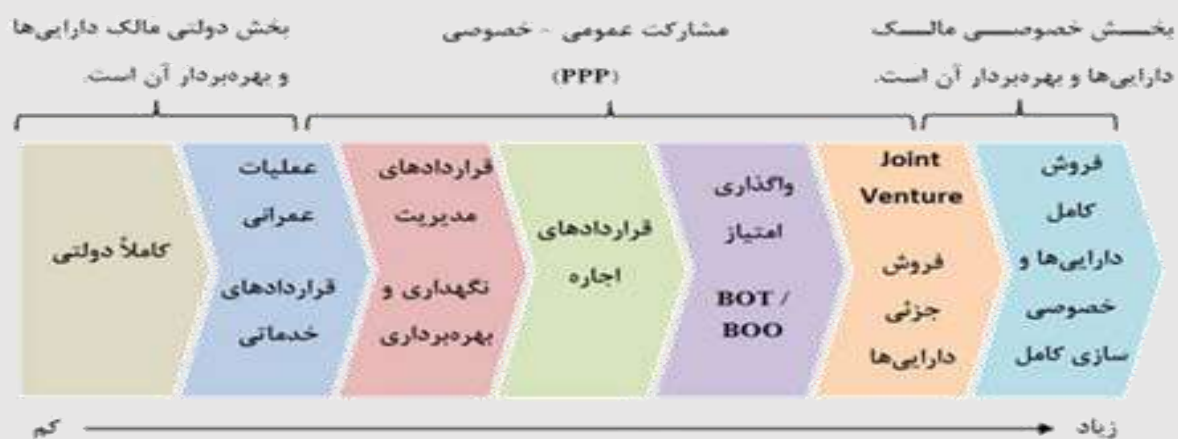 بخش دولتی مالک دارایی‌ها
و بهره‌بردار آن است.
مشارکت عمومی - خصوصی
(PPP)
بخش خصوصی مالک
دارایی‌ها و بهره‌بردار آن است.
کاملاً دولتی
عملیات
عمرانی
قراردادهای
خدماتی
قراردادهای
مدیریت
نگهداری و
بهره‌برداری
قراردادهای
اجاره
واگذاری
امتیاز
BOT /
BOO
Joint
Venture
فروش
جزئی
دارایی‌ها
فروش
کامل
دارایی‌ها و
خصوصی
سازی کامل
کم
زیاد